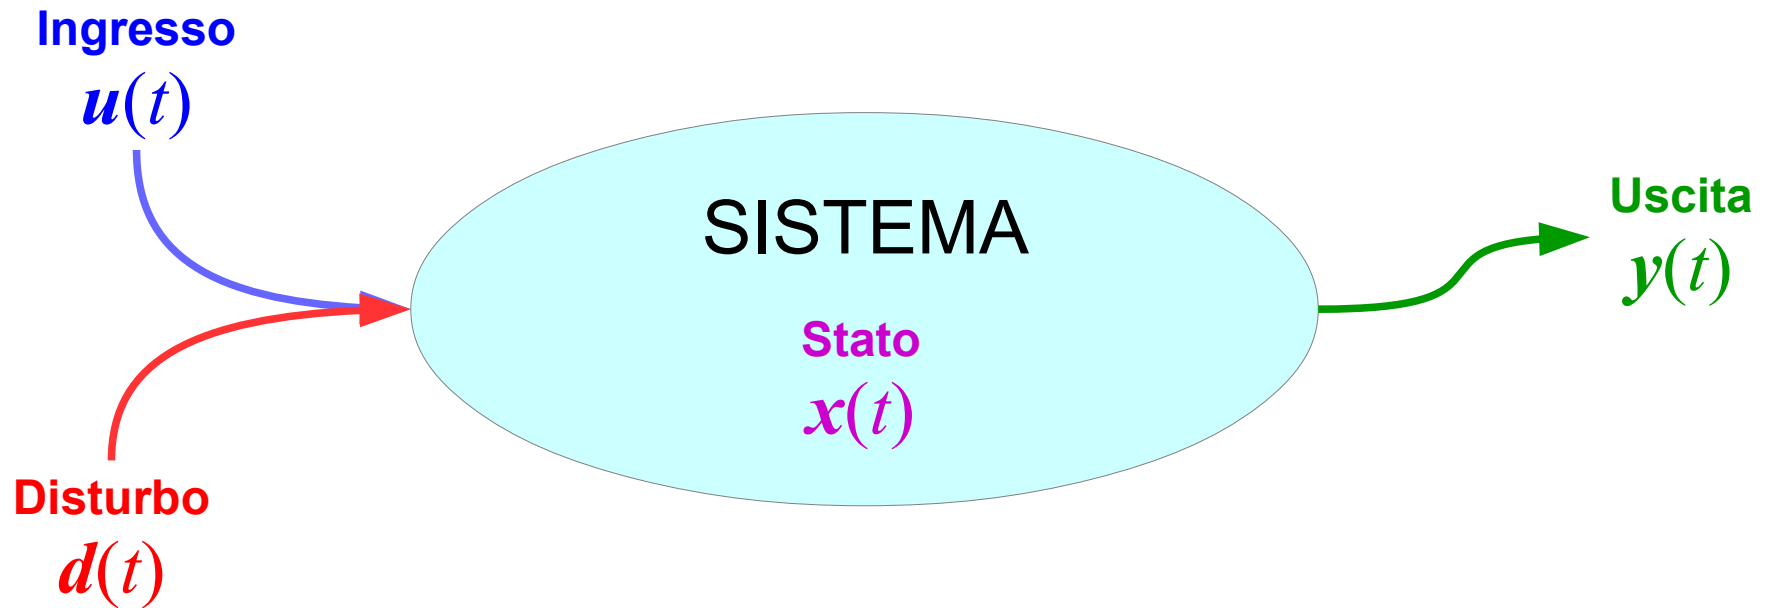 Ingresso
u(t)
SISTEMA
Stato
x(t)
Uscita
y(t)
Disturbo
d(t)